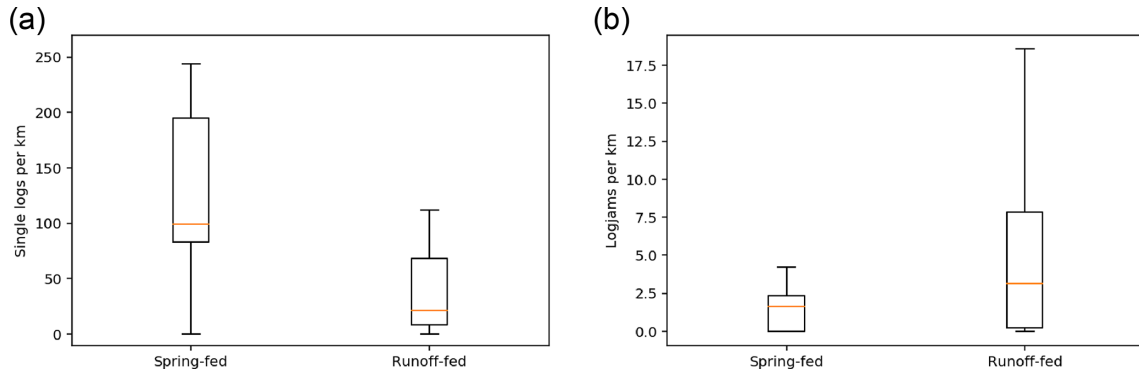 (a)
Single logs per km
250
200
150
100
50
0
Spring-fed
Runoff-fed
(b)
Logjams per km
17.5
15.0
12.5
10.0
7.5
5.0
2.5
0.0
Spring-fed
Runoff-fed